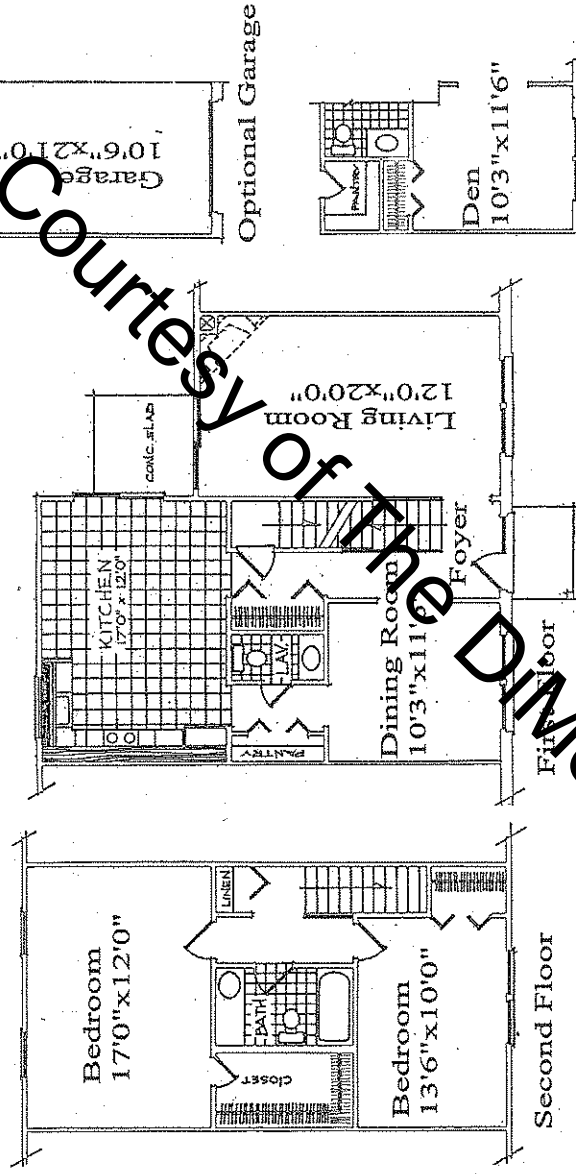 Garage
10'6"x21'0"
Optional Garage
PANTRY
Den
10'3"x11'6"
CONC. SLAB
Living Room
12'0"x20'0"
KITCHEN
17'0" x 12'0"
LAV.
PANTRY
Foyer
Dining Room
10'3"x11'6"
First Floor
Bedroom
17'0"x12'0"
LINEN
BATH
CLOSET
Bedroom
13'6"x10'0"
Second Floor
Courtesy of The